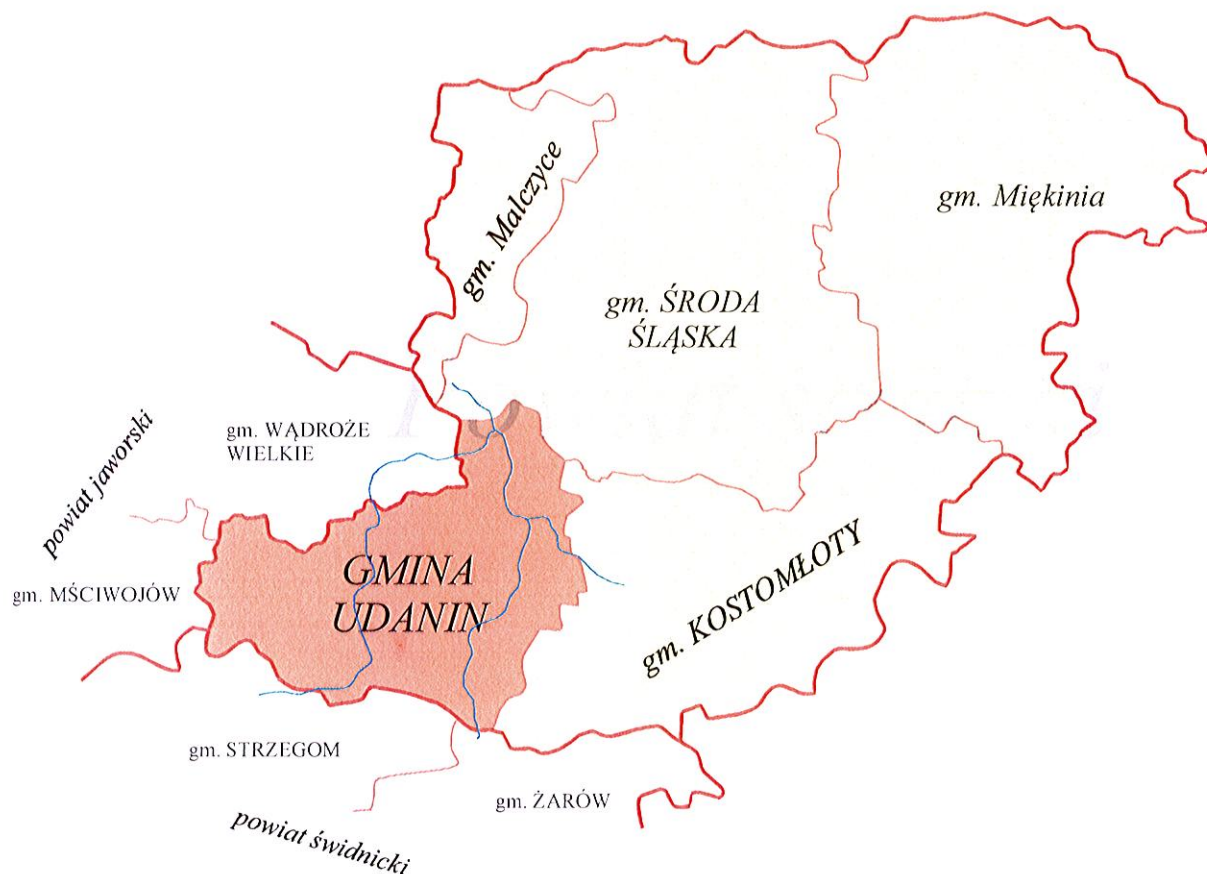 gm. Malczyce
gm. Miękinia
gm. ŚRODA
ŚLĄSKA
gm. WĄDROŻE
WIELKIE
powiat jaworski
gm. MŚCIWOJÓW
GMINA
UDANIN
gm. KOSTOMŁOTY
gm. STRZEGOM
gm. ŻARÓW
powiat świdnicki